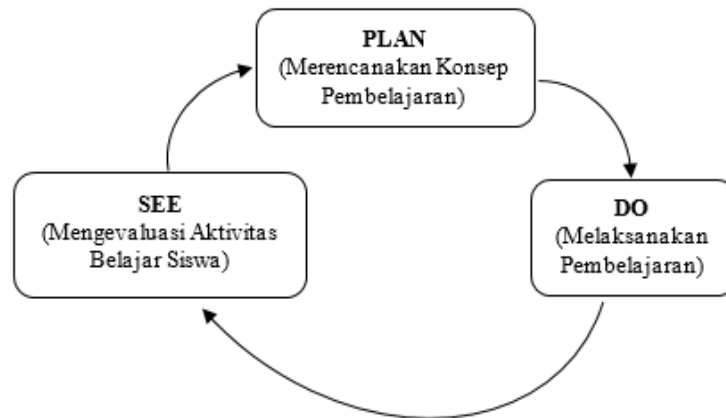 PLAN
(Merencanakan Konsep
Pembelajaran)
SEE
(Mengevaluasi Aktivitas
Belajar Siswa)
DO
(Melaksanakan
Pembelajaran)